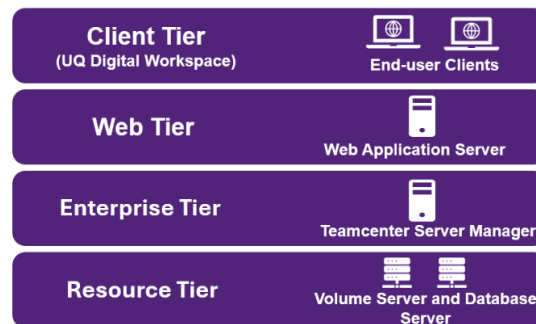 Client Tier
(UQ Digital Workspace)
End-user Clients
Web Tier
Web Application Server
Enterprise Tier
Teamcenter Server Manager
Resource Tier
Volume Server and Database
Server